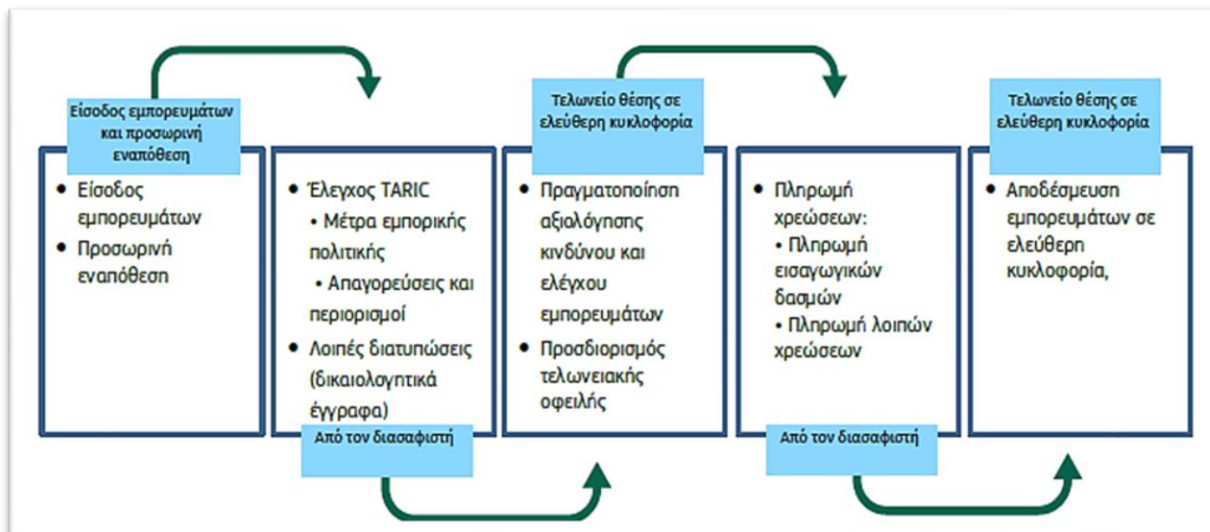 Είσοδος εμπορευμάτων
και προσωρινή
εναπόθεση
• Είσοδος
εμπορευμάτων
• Προσωρινή
εναπόθεση
• Έλεγχος TARIC
• Μέτρα εμπορικής
πολιτικής
• Απαγορεύσεις και
περιορισμοί
• Λοιπές διατυπώσεις
(δικαιολογητικά
έγγραφα)
Από τον διασαφιστή
Τελωνείο θέσης σε
ελεύθερη κυκλοφορία
• Πραγματοποίηση
αξιολόγησης
κινδύνου και
ελέγχου
εμπορευμάτων
• Προσδιορισμός
τελωνειακής
οφειλής
• Πληρωμή
χρεώσεων:
• Πληρωμή
εισαγωγικών
δασμών
• Πληρωμή λοιπών
χρεώσεων
Από τον διασαφιστή
Τελωνείο θέσης σε
ελεύθερη κυκλοφορία
• Αποδέσμευση
εμπορευμάτων σε
ελεύθερη
κυκλοφορία,